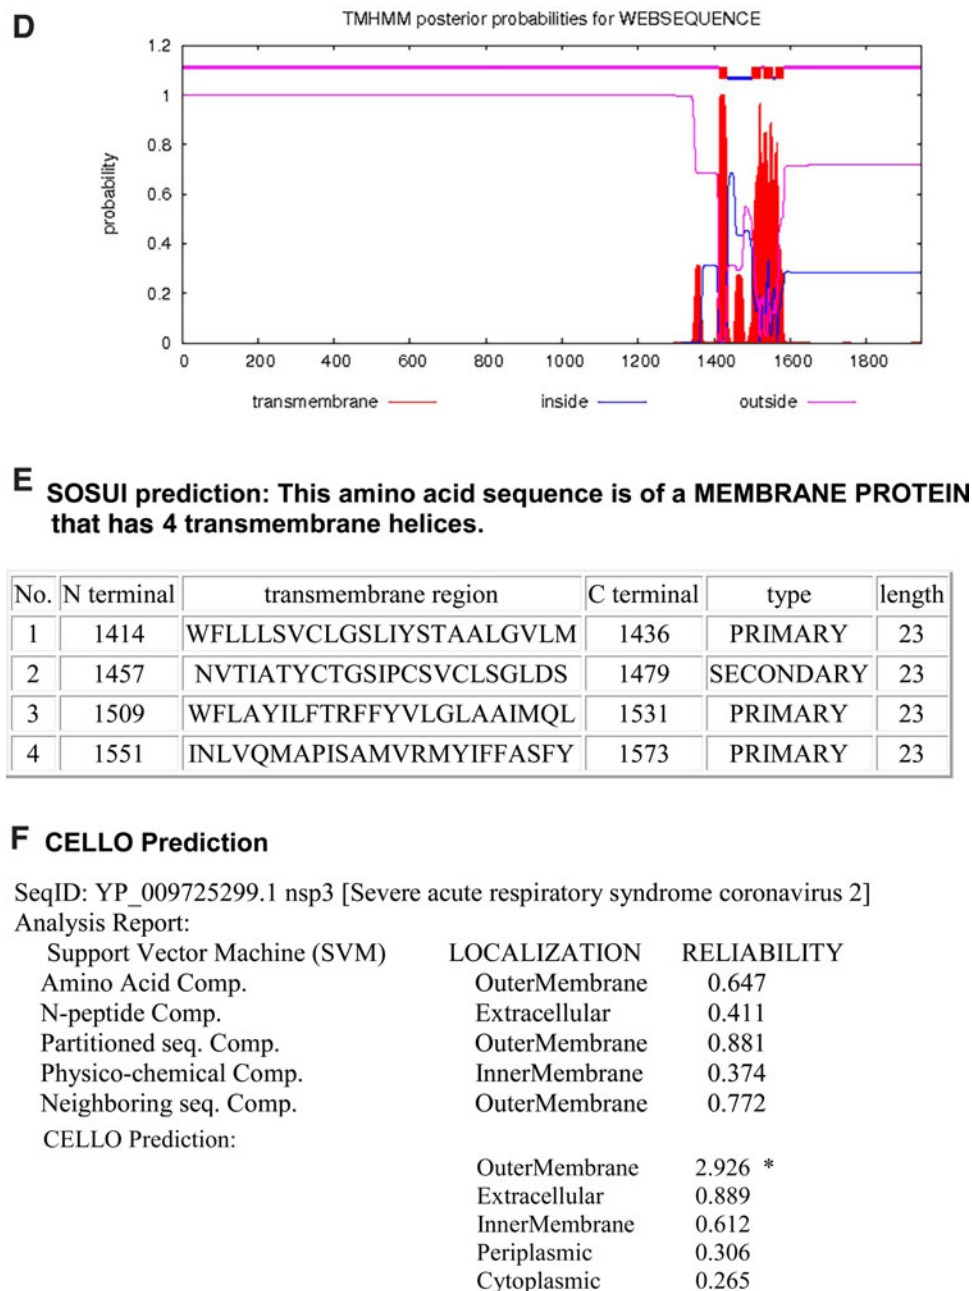 D
TMHMM posterior probabilities for WEBSEQUENCE
1.2
1
0.8
0.6
0.4
0.2
0
probability
0 200 400 600 800 1000 1200 1400 1600 1800
transmembrane inside outside
E SOSUI prediction: This amino acid sequence is of a MEMBRANE PROTEIN
that has 4 transmembrane helices.
No. N terminal transmembrane region C terminal type length
1 1414 WFLLLSVCLGSLIYSTAALGVLM 1436 PRIMARY 23
2 1457 NVTIATYCTGSIPCSVCLSGLDS 1479 SECONDARY 23
3 1509 WFLAYILFTRFFYVLGLAAIMQL 1531 PRIMARY 23
4 1551 INLVQMAPISAMVRMYIFFASFY 1573 PRIMARY 23
F CELLO Prediction
SeqID: YP_009725299.1 nsp3 [Severe acute respiratory syndrome coronavirus 2]
Analysis Report:
Support Vector Machine (SVM) LOCALIZATION RELIABILITY
Amino Acid Comp. OuterMembrane 0.647
N-peptide Comp. Extracellular 0.411
Partitioned seq. Comp. OuterMembrane 0.881
Physico-chemical Comp. InnerMembrane 0.374
Neighboring seq. Comp. OuterMembrane 0.772
CELLO Prediction:
OuterMembrane 2.926 *
Extracellular 0.889
InnerMembrane 0.612
Periplasmic 0.306
Cytoplasmic 0.265